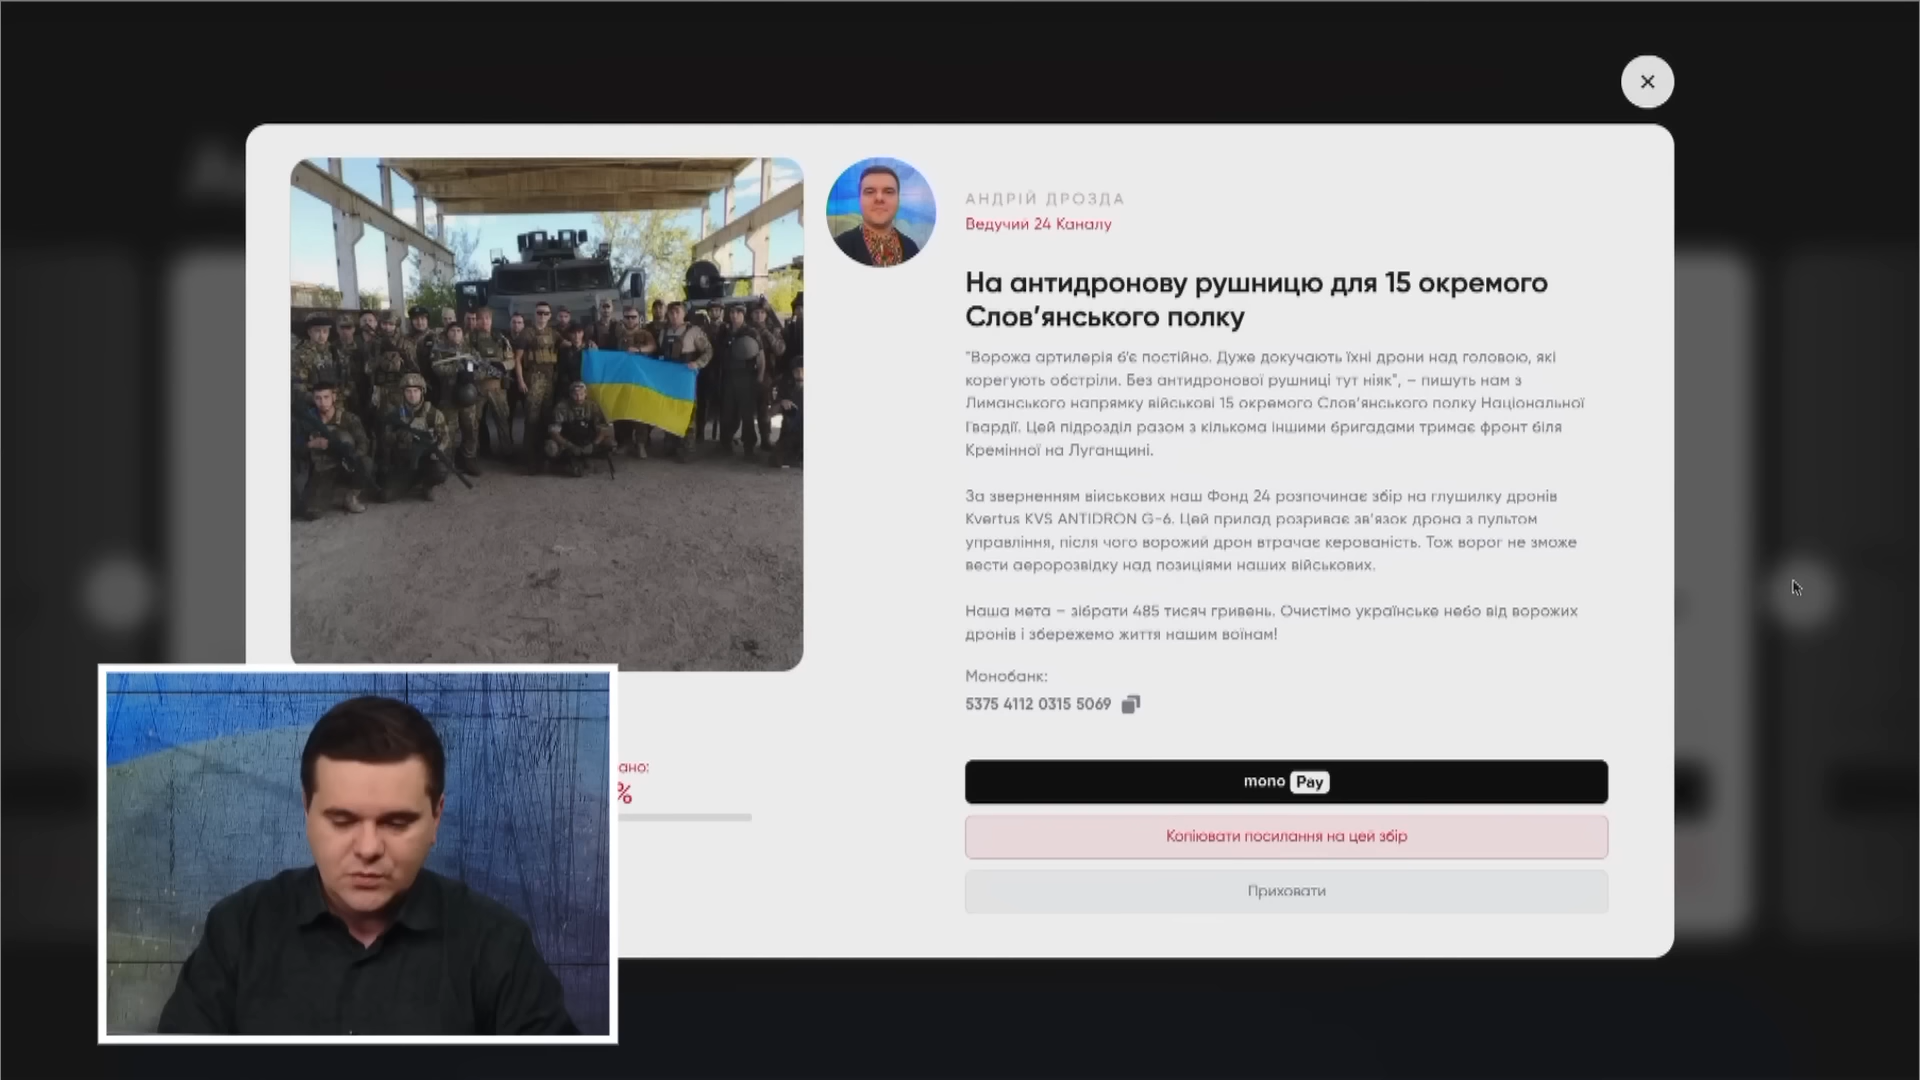 АНДРІЙ ДРОЗДА
Ведучий 24 Каналу
На антидронову рушницю для 15 окремого
Слов’янського полку
"Ворожа артилерія б'є постійно. Дуже докучають їхні дрони над головою, які
корегують обстріли. Без антидронової рушниці тут ніяк", – пишуть нам з
Лиманського напрямку військові 15 окремого Слов'янського полку Національної
Гвардії. Цей підрозділ разом з кількома іншими бригадами тримає фронт біля
Кремінної на Луганщині.
За зверненням військових наш Фонд 24 розпочинає збір на глушилку дронів
Kvertus KVS ANTIDRON G-6. Цей прилад розриває зв'язок дрона з пультом
управління, після чого ворожий дрон втрачає керованість. Тож ворог не зможе
вести аеророзвідку над позиціями наших військових.
Наша мета – зібрати 485 тисяч гривень. Очистімо українське небо від ворожих
дронів і збережемо життя нашим воїнам!
Монобанк:
5375 4112 0315 5069
ано:
%
mono Pay
Копіювати посилання на цей збір
Приховати